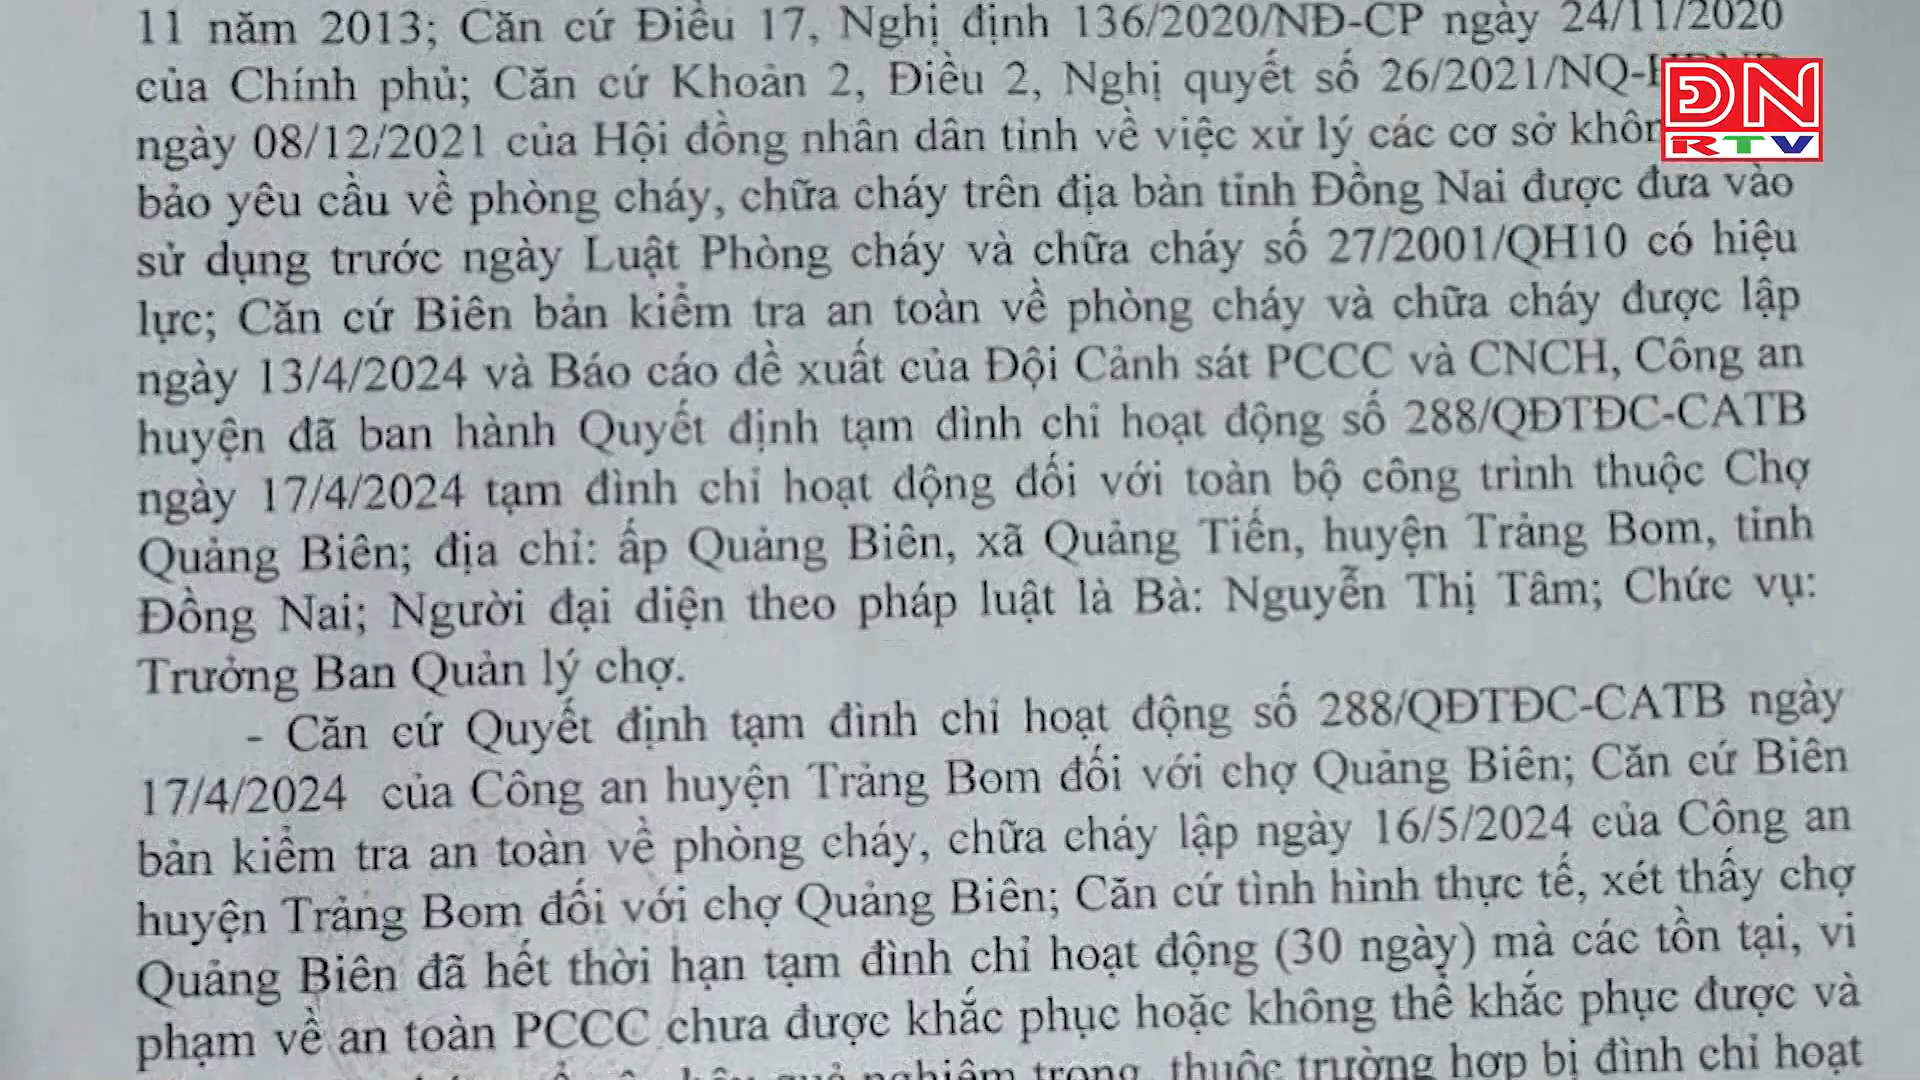 11 năm 2013; Căn cứ Điều 17, Nghị định 136/2020/NĐ-CP ngày 24/11/2020
của Chính phủ; Căn cứ Khoản 2, Điều 2, Nghị quyết số 26/2021/NQ-
ngày 08/12/2021 của Hội đồng nhân dân tỉnh về việc xử lý các cơ sở
bảo yêu cầu về phòng cháy, chữa cháy trên địa bàn tỉnh Đồng Nai được đưa vào
sử dụng trước ngày Luật Phòng cháy và chữa cháy số 27/2001/QH10 có hiệu
lực; Căn cứ Biên bản kiểm tra an toàn về phòng cháy và chữa cháy được lập
ngày 13/4/2024 và Báo cáo đề xuất của Đội Cảnh sát PCCC và CNCH, Công an
huyện đã ban hành Quyết định tạm đình chỉ hoạt động số 288/QĐTĐC-CATB
ngày 17/4/2024 tạm đình chỉ hoạt động đối với toàn bộ công trình thuộc Chợ
Quảng Biên; địa chỉ: ấp Quảng Biên, xã Quảng Tiến, huyện Trảng Bom, tỉnh
Đồng Nai; Người đại diện theo pháp luật là Bà: Nguyễn Thị Tâm; Chức vụ:
Trưởng Ban Quản lý chợ.
- Căn cứ Quyết định tạm đình chỉ hoạt động số 288/QĐTĐC-CATB ngày
17/4/2024 của Công an huyện Trảng Bom đối với chợ Quảng Biên; Căn cứ Biên
bản kiểm tra an toàn về phòng cháy, chữa cháy lập ngày 16/5/2024 của Công an
huyện Trảng Bom đối với chợ Quảng Biên; Căn cứ tình hình thực tế, xét thấy chợ
Quảng Biên đã hết thời hạn tạm đình chỉ hoạt động (30 ngày) mà các tồn tại, vi
phạm về an toàn PCCC chưa được khắc phục hoặc không thể khắc phục được và
quả nghiêm trọng, thuộc trường hợp bị đình chỉ hoạt
ĐN
RTV